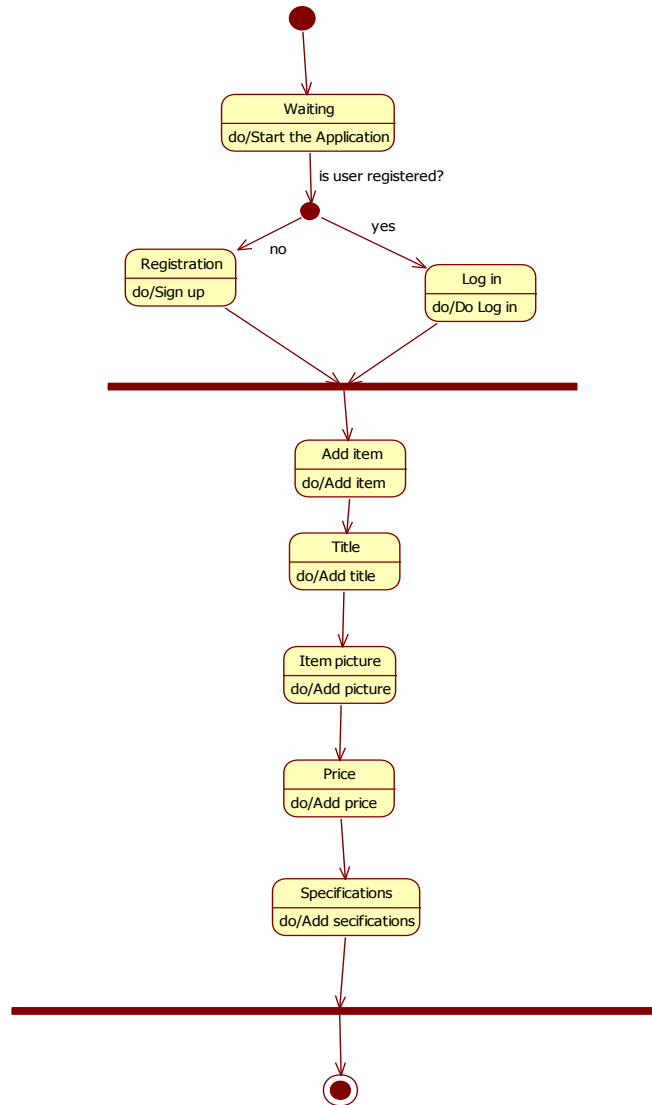 Waiting
do/Start the Application
is user registered?
no
yes
Registration
do/Sign up
Log in
do/Do Log in
Add item
do/Add item
Title
do/Add title
Item picture
do/Add picture
Price
do/Add price
Specifications
do/Add secifications